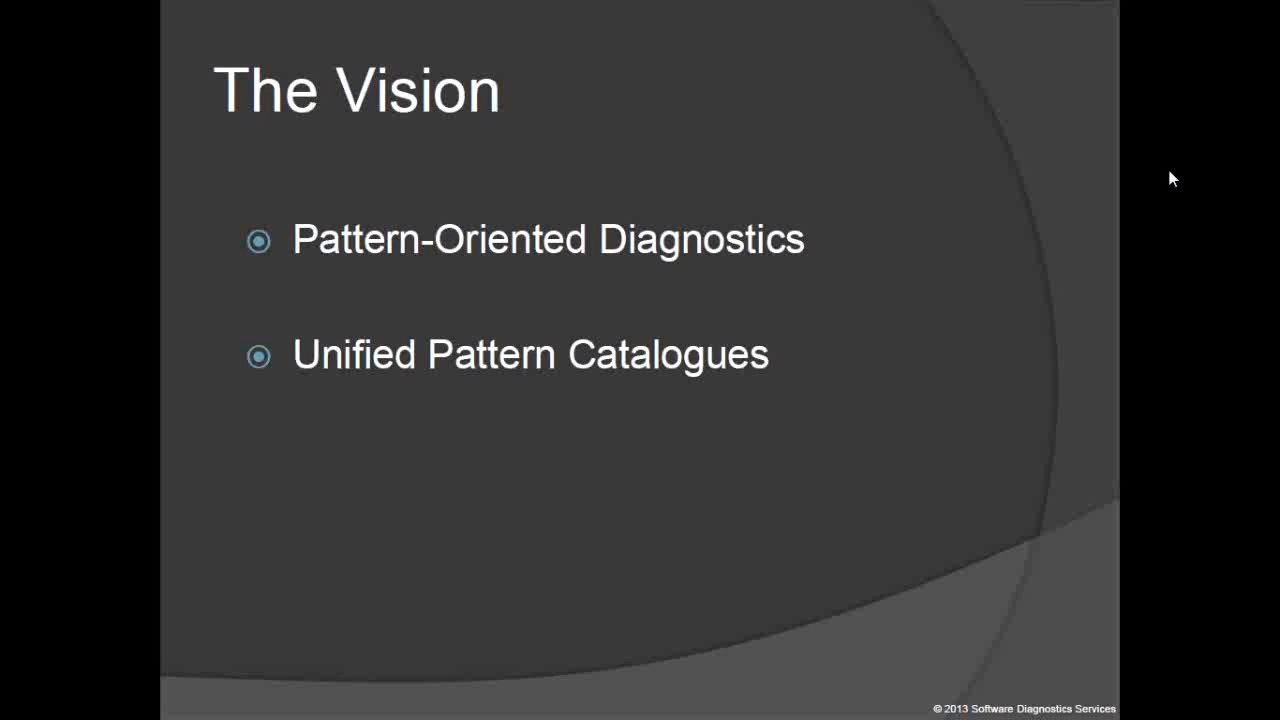 The Vision
Pattern-Oriented Diagnostics
Unified Pattern Catalogues
© 2013 Software Diagnostics Services